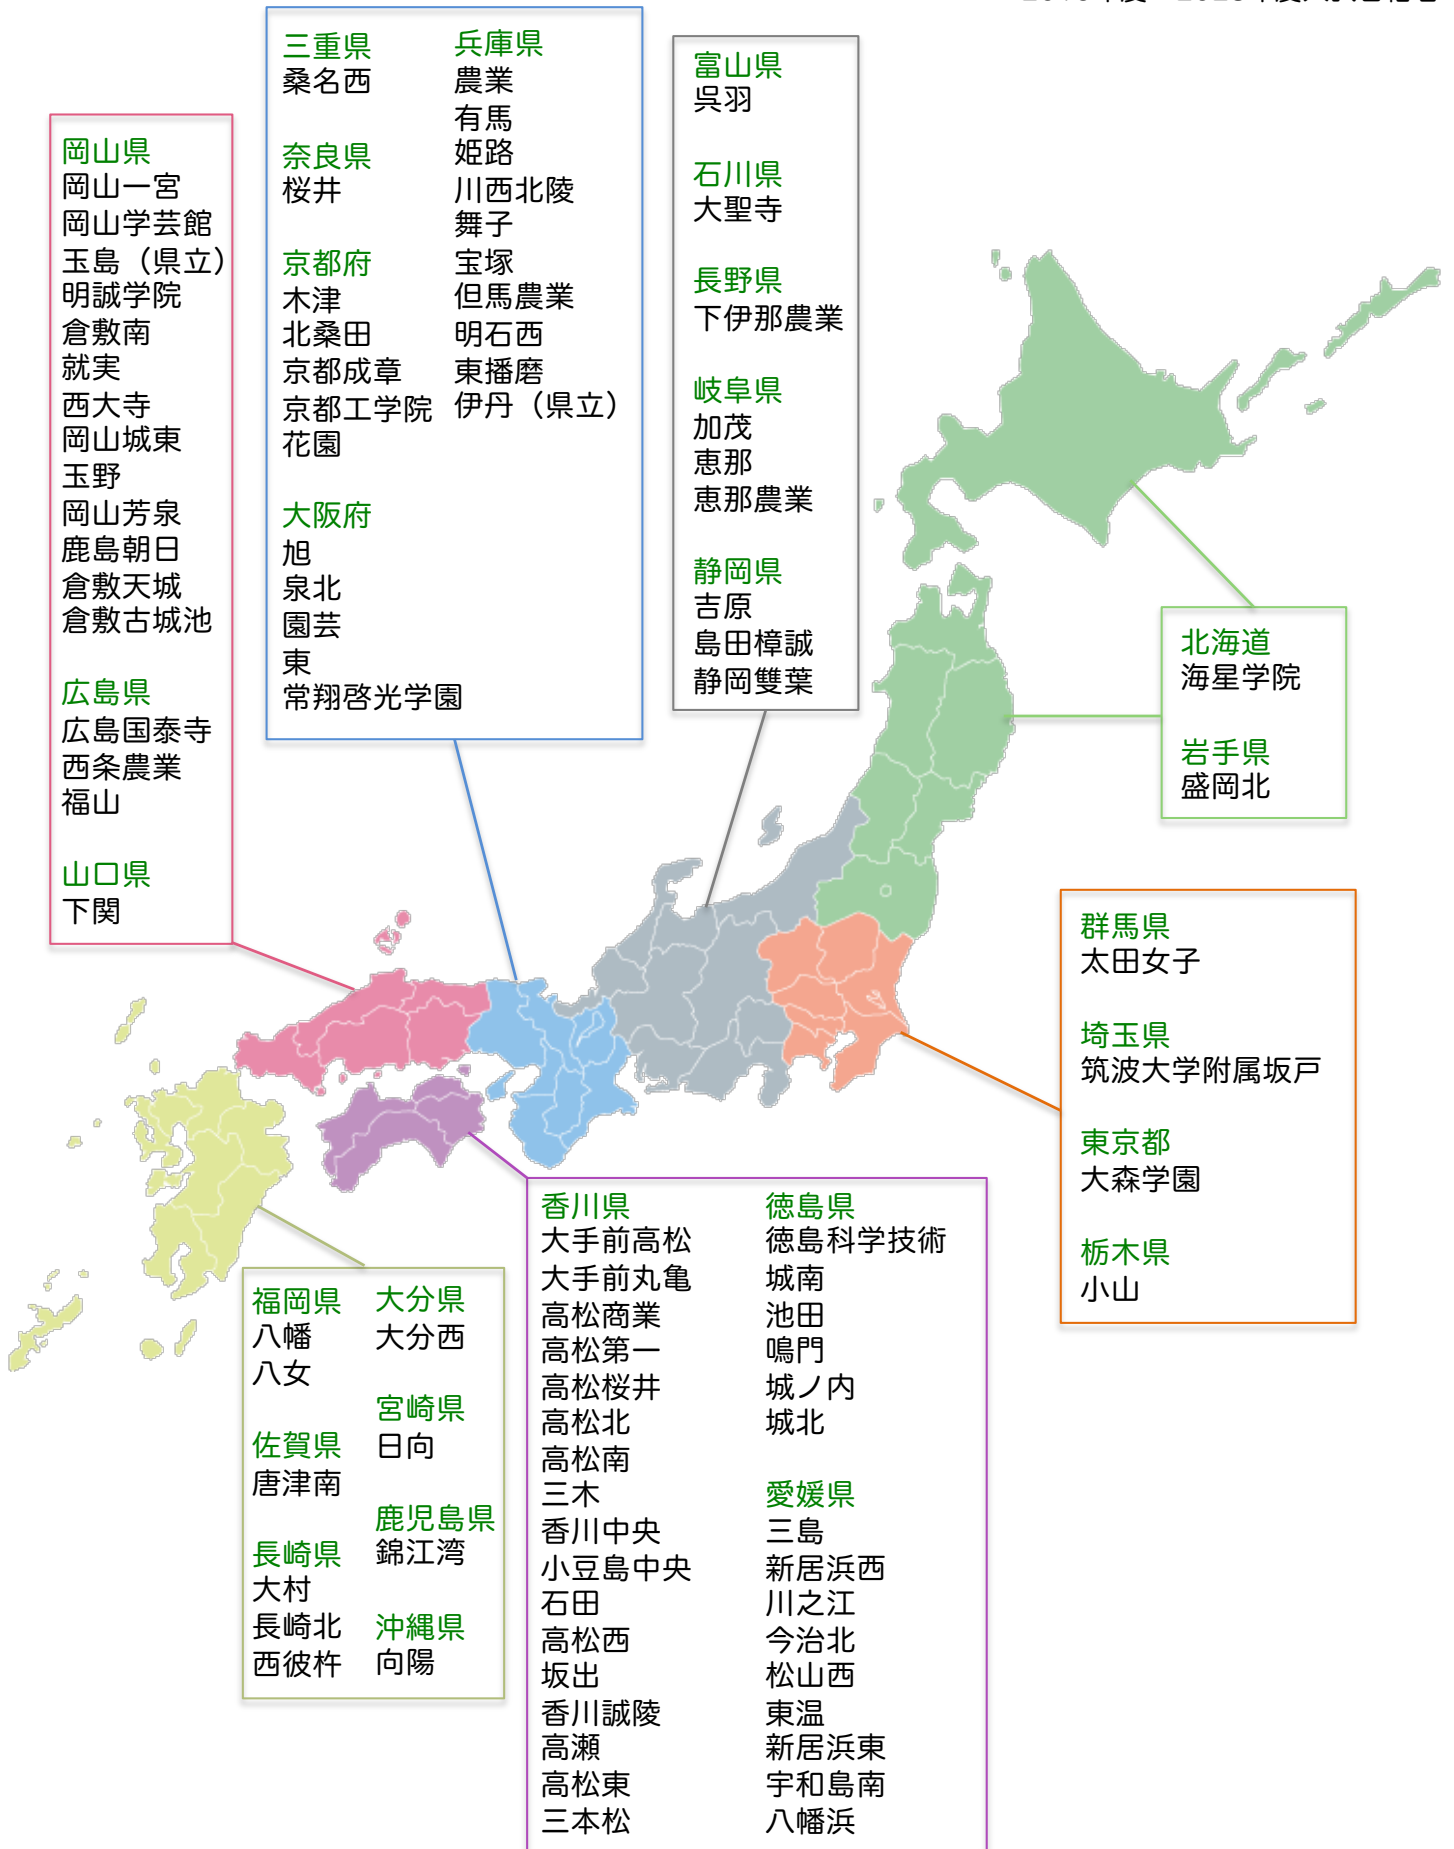 岡山県
岡山一宮
岡山学芸館
玉島（県立）
明誠学院
倉敷南
就実
西大寺
岡山城東
玉野
岡山芳泉
鹿島朝日
倉敷天城
倉敷古城池
広島県
広島国泰寺
西条農業
福山
山口県
下関
三重県
桑名西
奈良県
桜井
京都府
木津
北桑田
京都成章
京都工学院
花園
大阪府
旭
泉北
園芸
東
常翔啓光学園
兵庫県
農業
有馬
姫路
川西北陵
舞子
宝塚
但馬農業
明石西
東播磨
伊丹（県立）
富山県
呉羽
石川県
大聖寺
長野県
下伊那農業
岐阜県
加茂
恵那
恵那農業
静岡県
吉原
島田樟誠
静岡雙葉
北海道
海星学院
岩手県
盛岡北
群馬県
太田女子
埼玉県
筑波大学附属坂戸
東京都
大森学園
栃木県
小山
福岡県
八幡
八女
佐賀県
唐津南
長崎県
大村
長崎北
西彼杵
大分県
大分西
宮崎県
日向
鹿児島県
錦江湾
沖縄県
向陽
香川県
大手前高松
大手前丸亀
高松商業
高松第一
高松桜井
高松北
高松南
三木
香川中央
小豆島中央
石田
高松西
坂出
香川誠陵
高瀬
高松東
三本松
徳島県
徳島科学技術
城南
池田
鳴門
城ノ内
城北
愛媛県
三島
新居浜西
川之江
今治北
松山西
東温
新居浜東
宇和島南
八幡浜